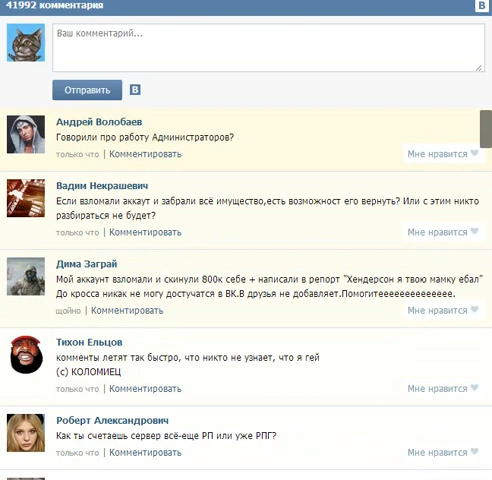 41992 комментария
В
Ваш комментарий...
Отправить
В
Андрей Волобаев
Говорили про работу Администраторов?
только что | Комментировать
Мне нравится
Вадим Некрашевич
Если взломали аккаут и забрали всё имущество,есть возможност его вернуть? Или с этим никто
разбираться не будет?
только что | Комментировать
Мне нравится
Дима Заграй
Мой аккаунт взломали и скинули 800к себе + написали в репорт "Хендерсон я твою мамку ебал"
До кросса никак не могу достучатся в ВК.В друзья не добавляет.Помогитеееееееееееееее.
щойно | Комментировать
Мне нравится
Тихон Ельцов
комменты летят так быстро, что никто не узнает, что я гей
(с) КОЛОМИЕЦ
только что | Комментировать
Мне нравится
Роберт Александрович
Как ты счетаешь сервер всё-еще РП или уже РПГ?
только что | Комментировать
Мне нравится